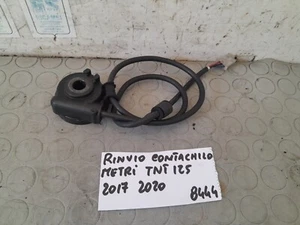 RINVIO CONTACHILO
METRI TNT 125
2017 2020 8444